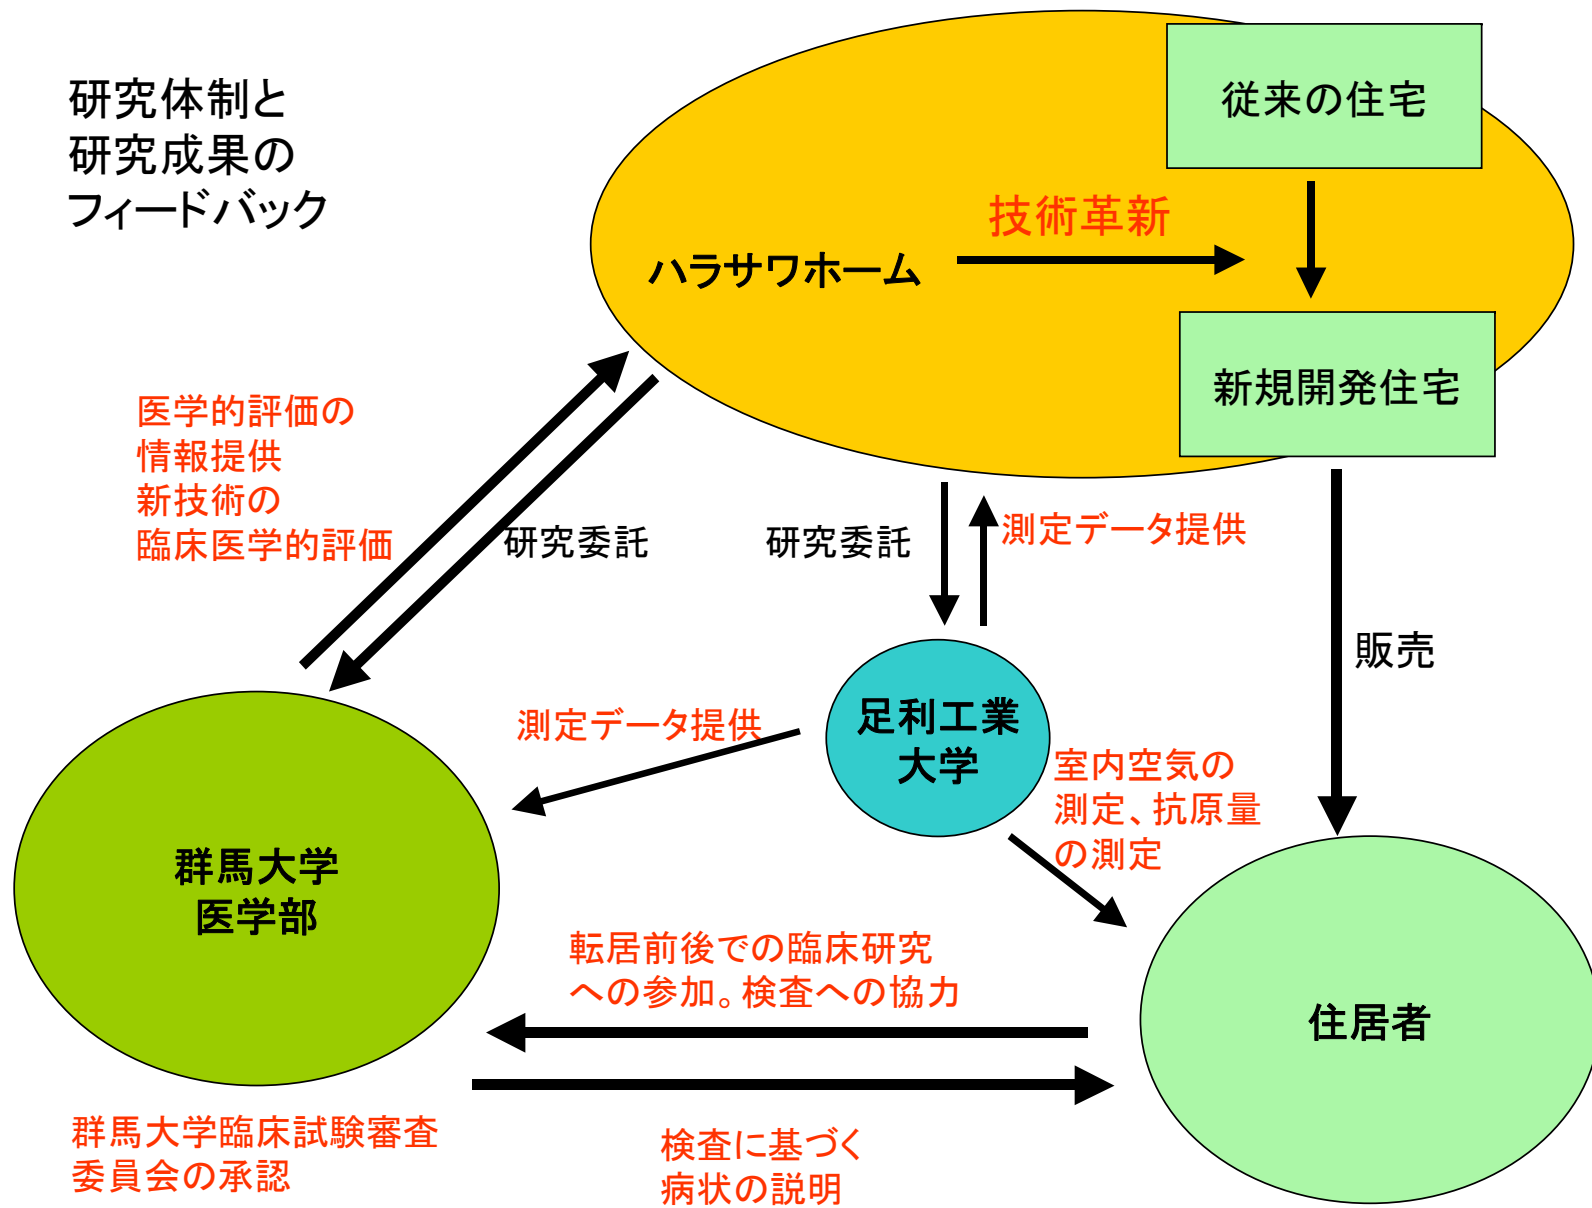 研究体制と
研究成果の
フィードバック
従来の住宅
技術革新
ハラサワホーム
新規開発住宅
医学的評価の
情報提供
新技術の
臨床医学的評価
研究委託
研究委託
測定データ提供
販売
測定データ提供
足利工業
大学
室内空気の
測定、抗原量
の測定
群馬大学
医学部
転居前後での臨床研究
への参加。検査への協力
住居者
群馬大学臨床試験審査
委員会の承認
検査に基づく
病状の説明